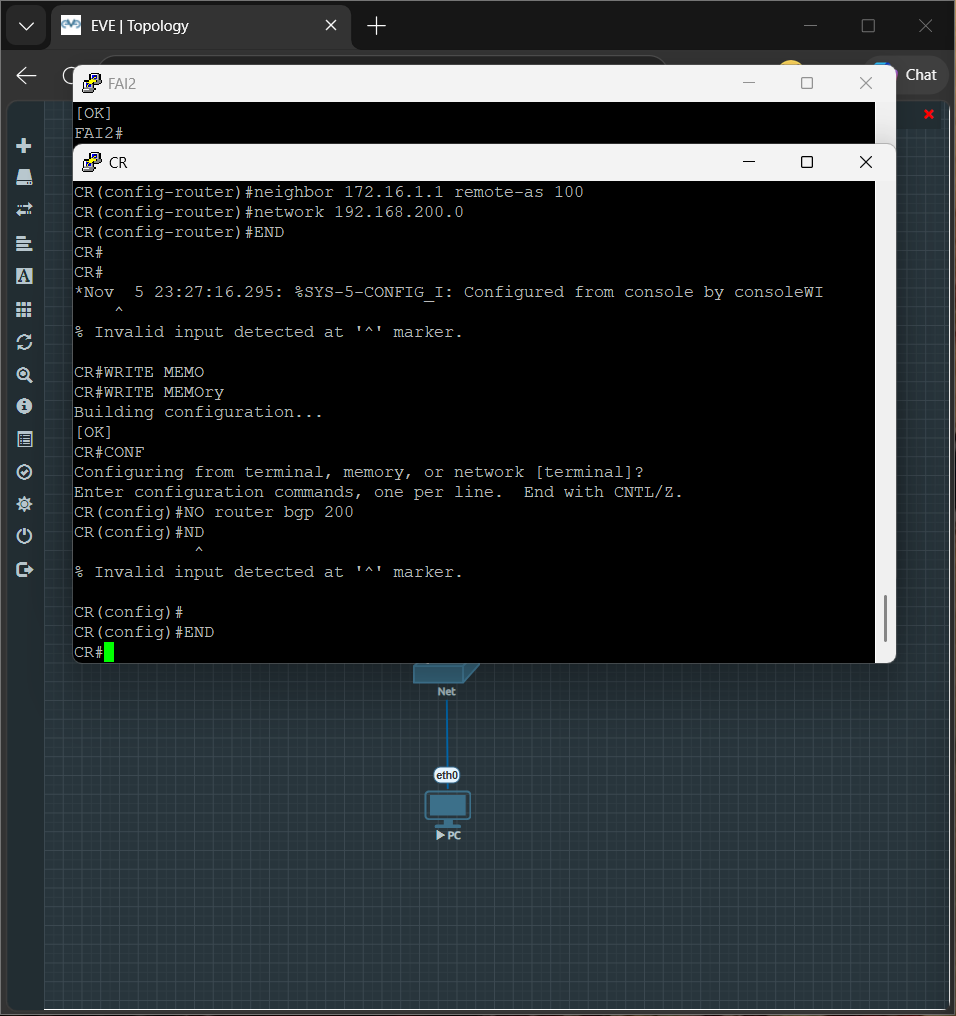 EVE | Topology
Chat
FAI2
[OK]
FAI2#
CR
CR(config-router)#neighbor 172.16.1.1 remote-as 100
CR(config-router)#network 192.168.200.0
CR(config-router)#END
CR#
CR#
*Nov  5 23:27:16.295: %SYS-5-CONFIG_I: Configured from console by consoleWI
^
% Invalid input detected at '^' marker.
CR#WRITE MEMO
CR#WRITE MEMOry
Building configuration...
[OK]
CR#CONF
Configuring from terminal, memory, or network [terminal]?
Enter configuration commands, one per line.  End with CNTL/Z.
CR(config)#NO router bgp 200
CR(config)#ND
^
% Invalid input detected at '^' marker.
CR(config)#
CR(config)#END
CR#
Net
eth0
PC